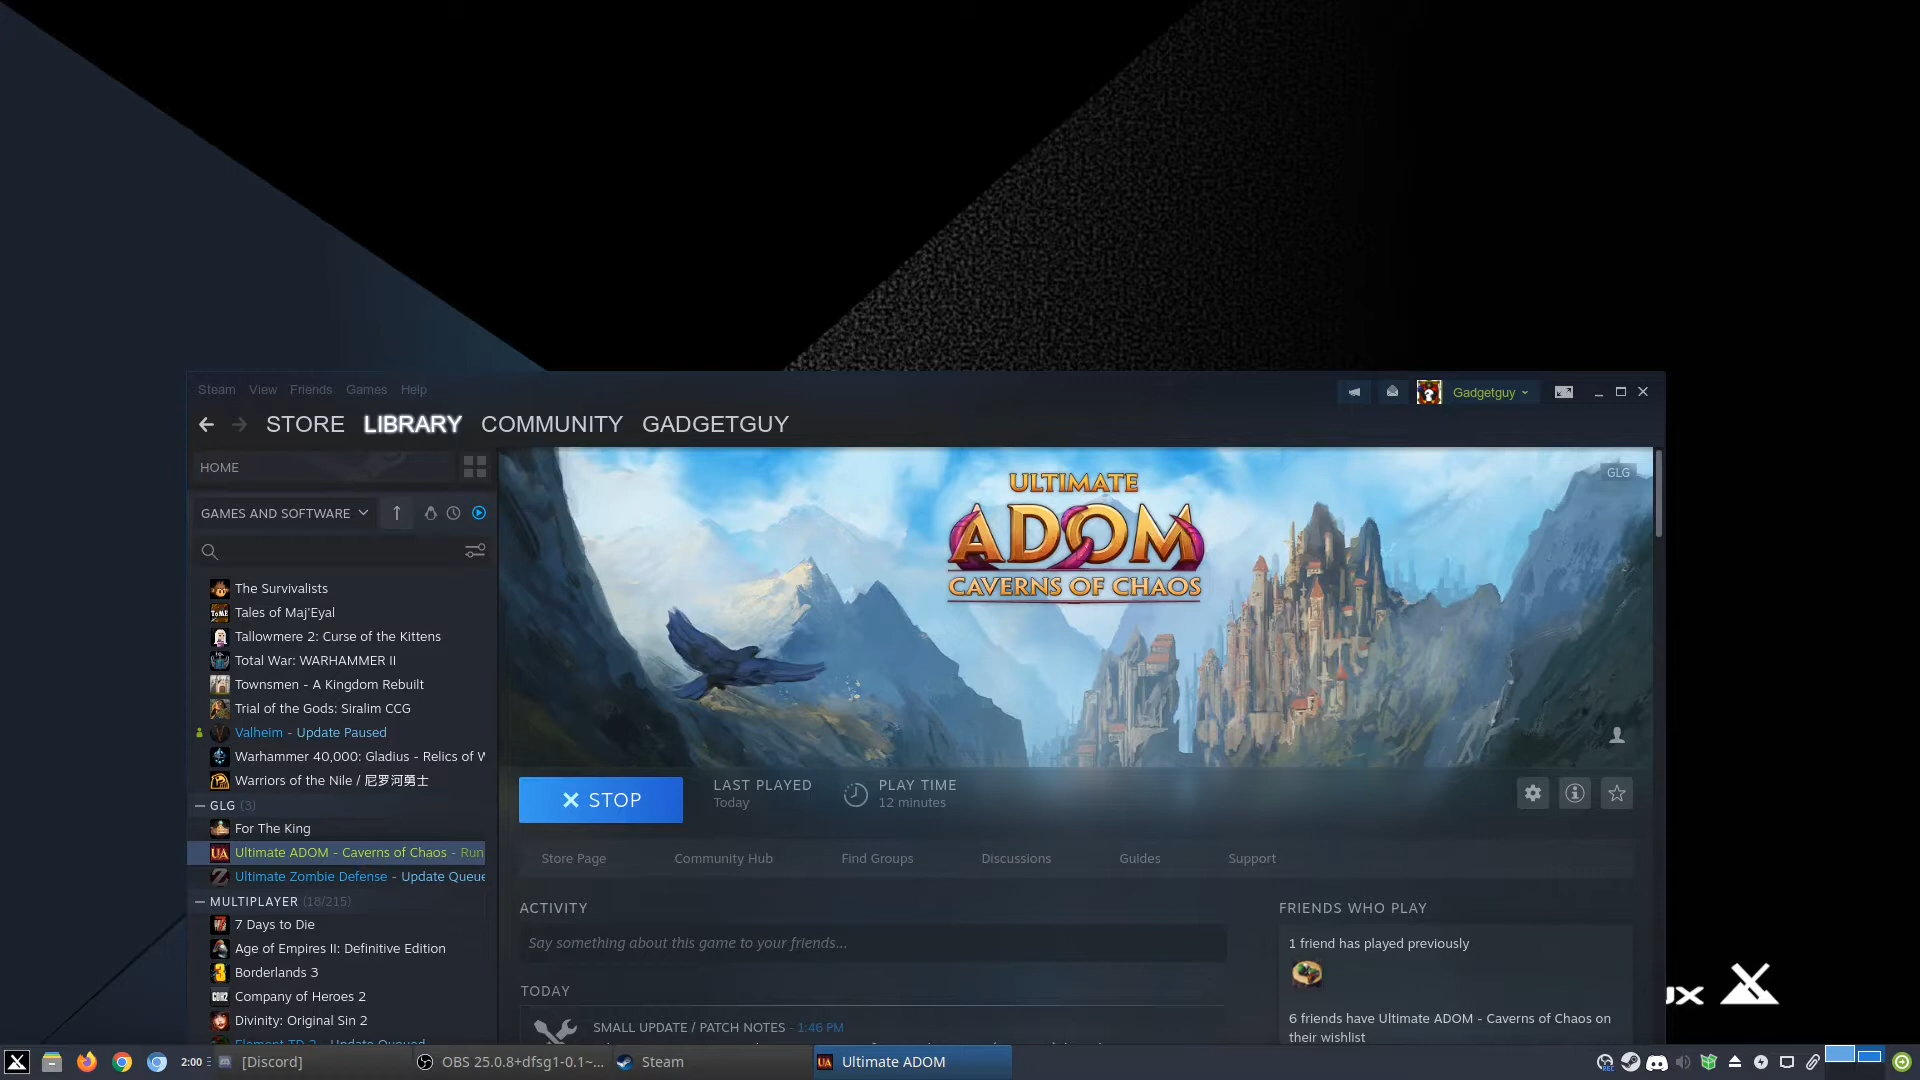 Steam View Friends Games Help
Gadgetguy
STORE LIBRARY COMMUNITY GADGETGUY
HOME
GLG
ULTIMATE
ADOM
CAVERNS OF CHAOS
GAMES AND SOFTWARE
The Survivalists
Tales of Maj'Eyal
Tallowmere 2: Curse of the Kittens
Total War: WARHAMMER II
Townsmen - A Kingdom Rebuilt
Trial of the Gods: Siralim CCG
Valheim - Update Paused
Warhammer 40,000: Gladius - Relics of W
Warriors of the Nile / 尼罗河勇士
GLG (3)
For The King
Ultimate ADOM - Caverns of Chaos - Run
Ultimate Zombie Defense - Update Queue
MULTIPLAYER (18/215)
7 Days to Die
Age of Empires II: Definitive Edition
Borderlands 3
Company of Heroes 2
Divinity: Original Sin 2
Element TD 2 - Update Queued
STOP
LAST PLAYED
Today
PLAY TIME
12 minutes
Store Page Community Hub Find Groups Discussions Guides Support
ACTIVITY
Say something about this game to your friends...
TODAY
SMALL UPDATE / PATCH NOTES - 1:46 PM
FRIENDS WHO PLAY
1 friend has played previously
6 friends have Ultimate ADOM - Caverns of Chaos on
their wishlist
UX
2:00 [Discord] OBS 25.0.8+dfsg1-0.1~... Steam UA Ultimate ADOM